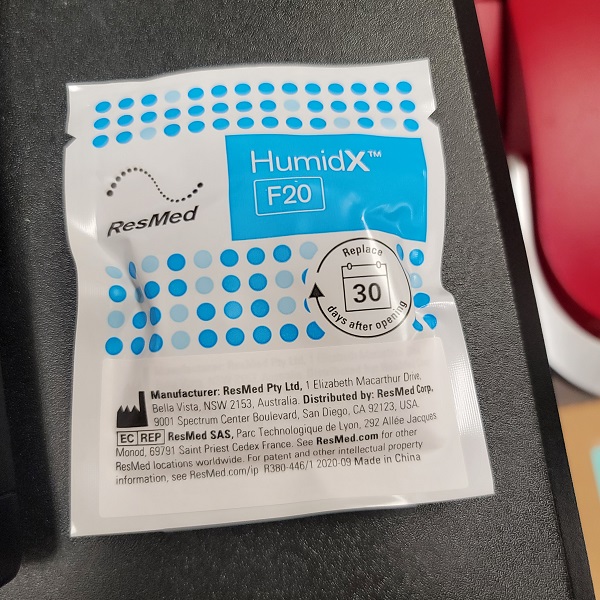 HumidX™
F20
ResMed
Replace
30
days after opening
Manufacturer: ResMed Pty Ltd, 1 Elizabeth Macarthur Drive,
Bella Vista, NSW 2153, Australia. Distributed by: ResMed Corp,
9001 Spectrum Center Boulevard, San Diego, CA 92123, USA.
EC REP ResMed SAS, Parc Technologique de Lyon, 292 Allée Jacques
Monod, 69791 Saint Priest Cedex France. See ResMed.com for other
ResMed locations worldwide. For patent and other intellectual property
information, see ResMed.com/ip R380-446/1 2020-09 Made in China